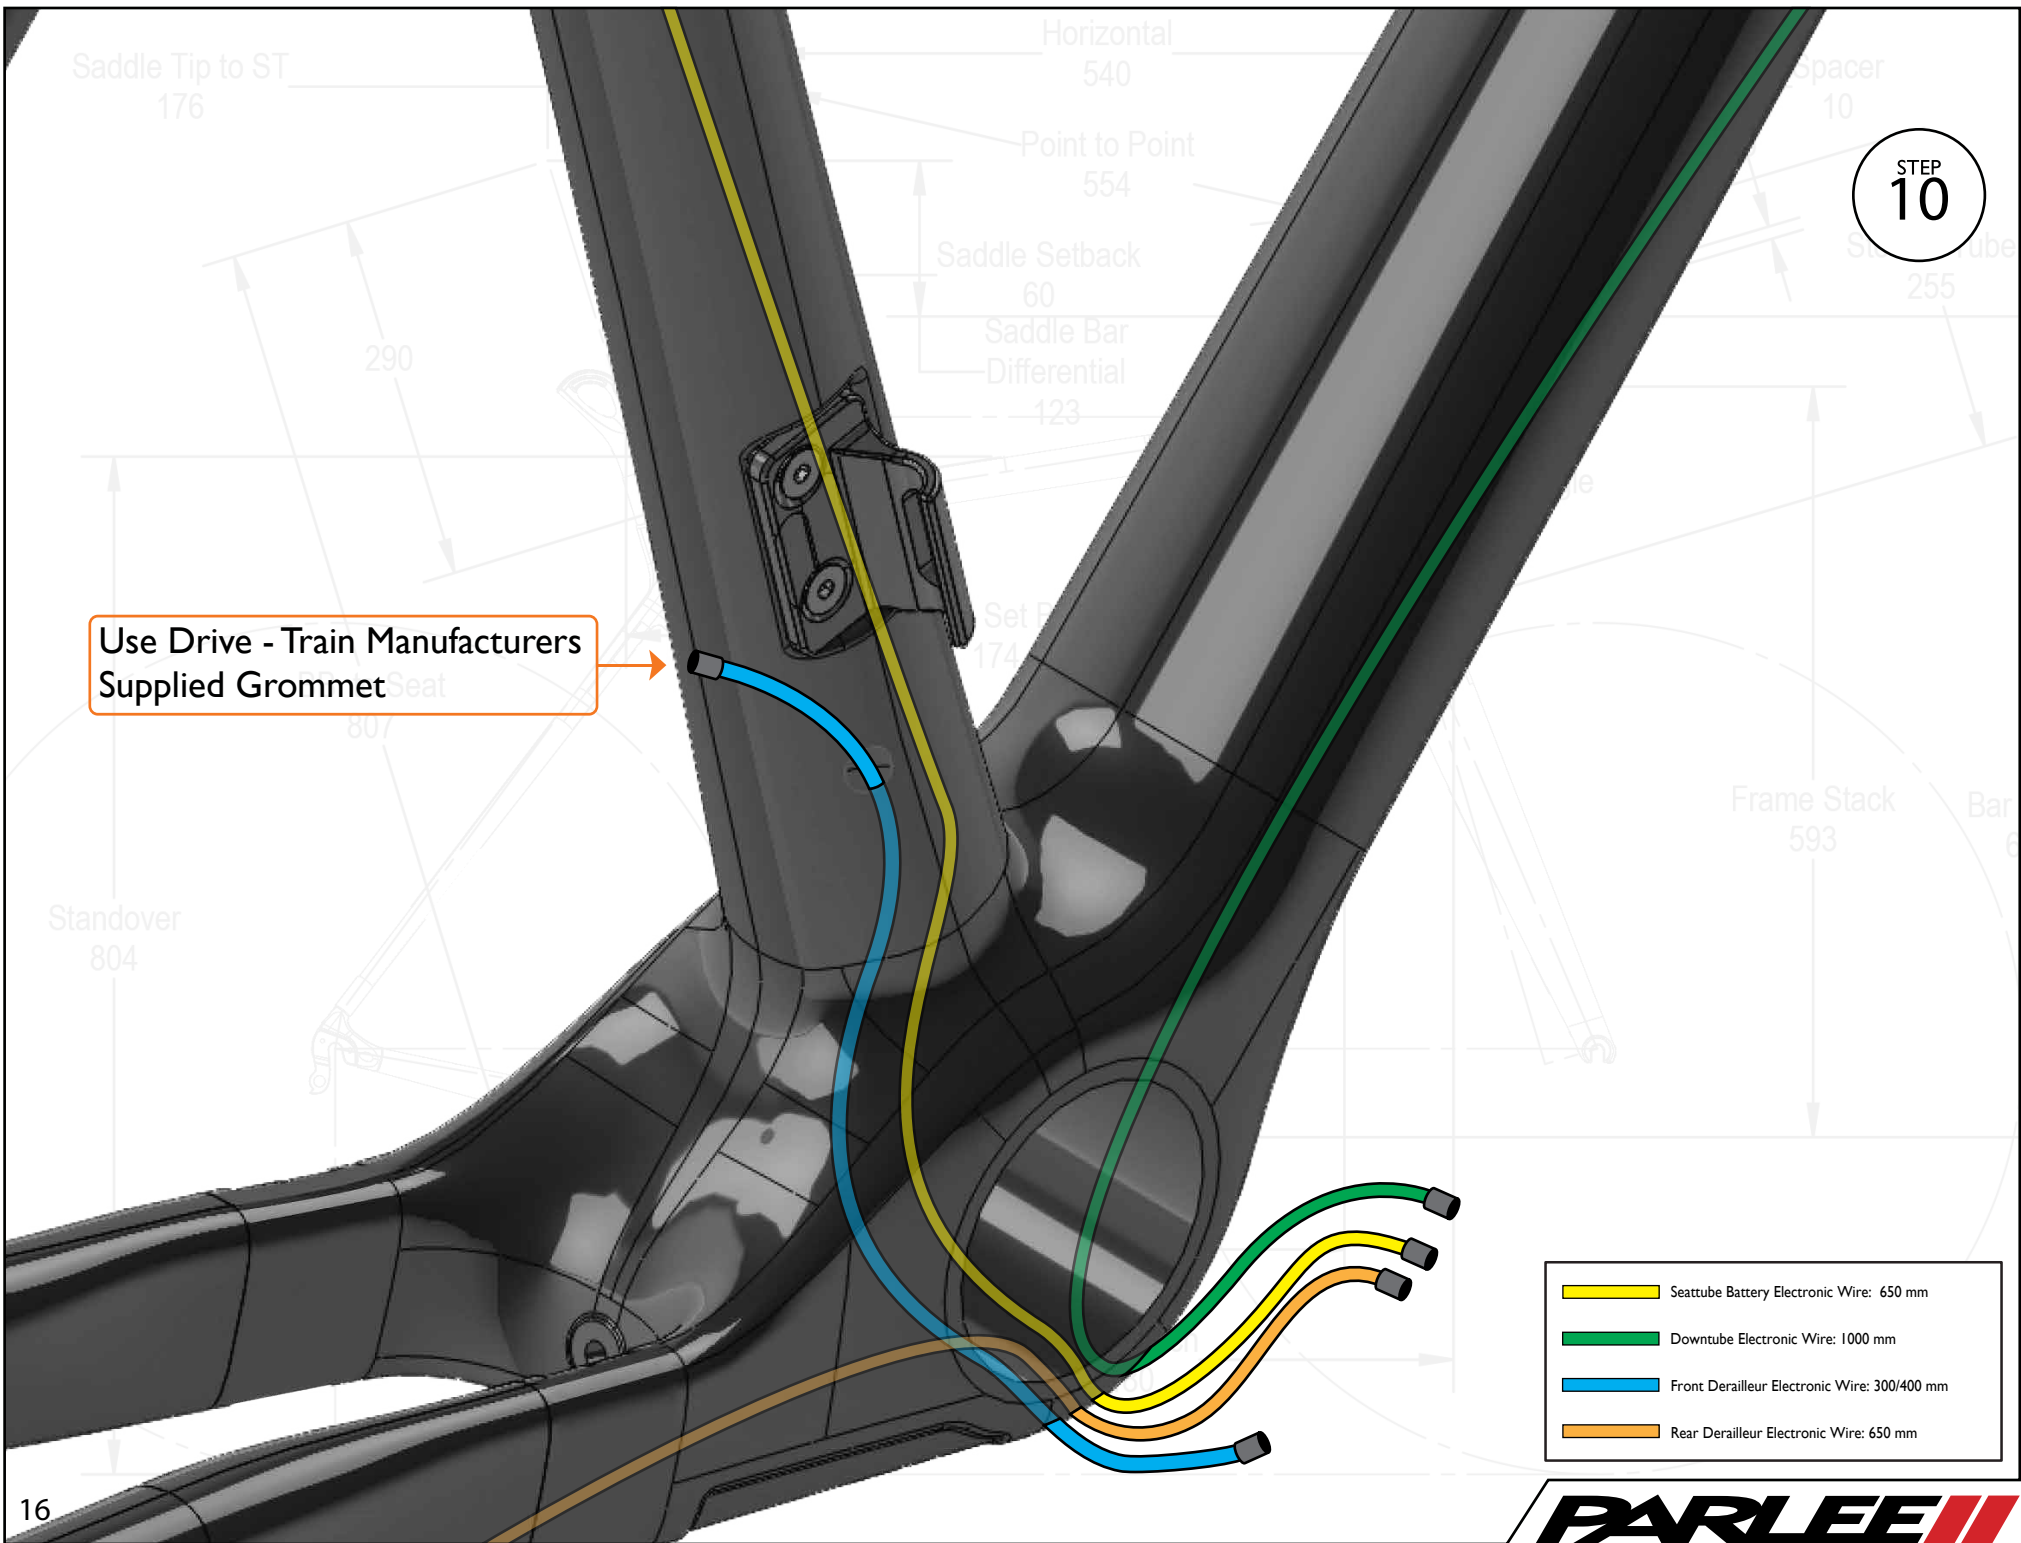 Saddle Tip to ST
176
Horizontal
540
Spacer
10
Point to Point
554
STEP
10
Saddle Setback
60
255
Saddle Bar
Differential
123
290
Use Drive - Train Manufacturers
Supplied Grommet
Seat
807
Set
174
Frame Stack
593
Bar
Standover
804
Seattube Battery Electronic Wire: 650 mm
Downtube Electronic Wire: 1000 mm
Front Derailleur Electronic Wire: 300/400 mm
Rear Derailleur Electronic Wire: 650 mm
16
PARLEE